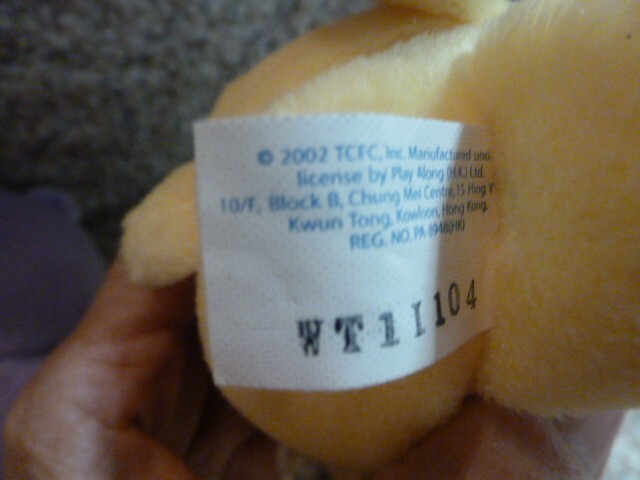 © 2002 TCFC, Inc. Manufactured und
license by Play Along (H.K.) Ltd.
10/F, Block B, Chung Mei Centre, 15 Hing Y
Kwun Tong, Kowloon, Hong Kong.
REG. NO. PA-8948(HK)
WT11104